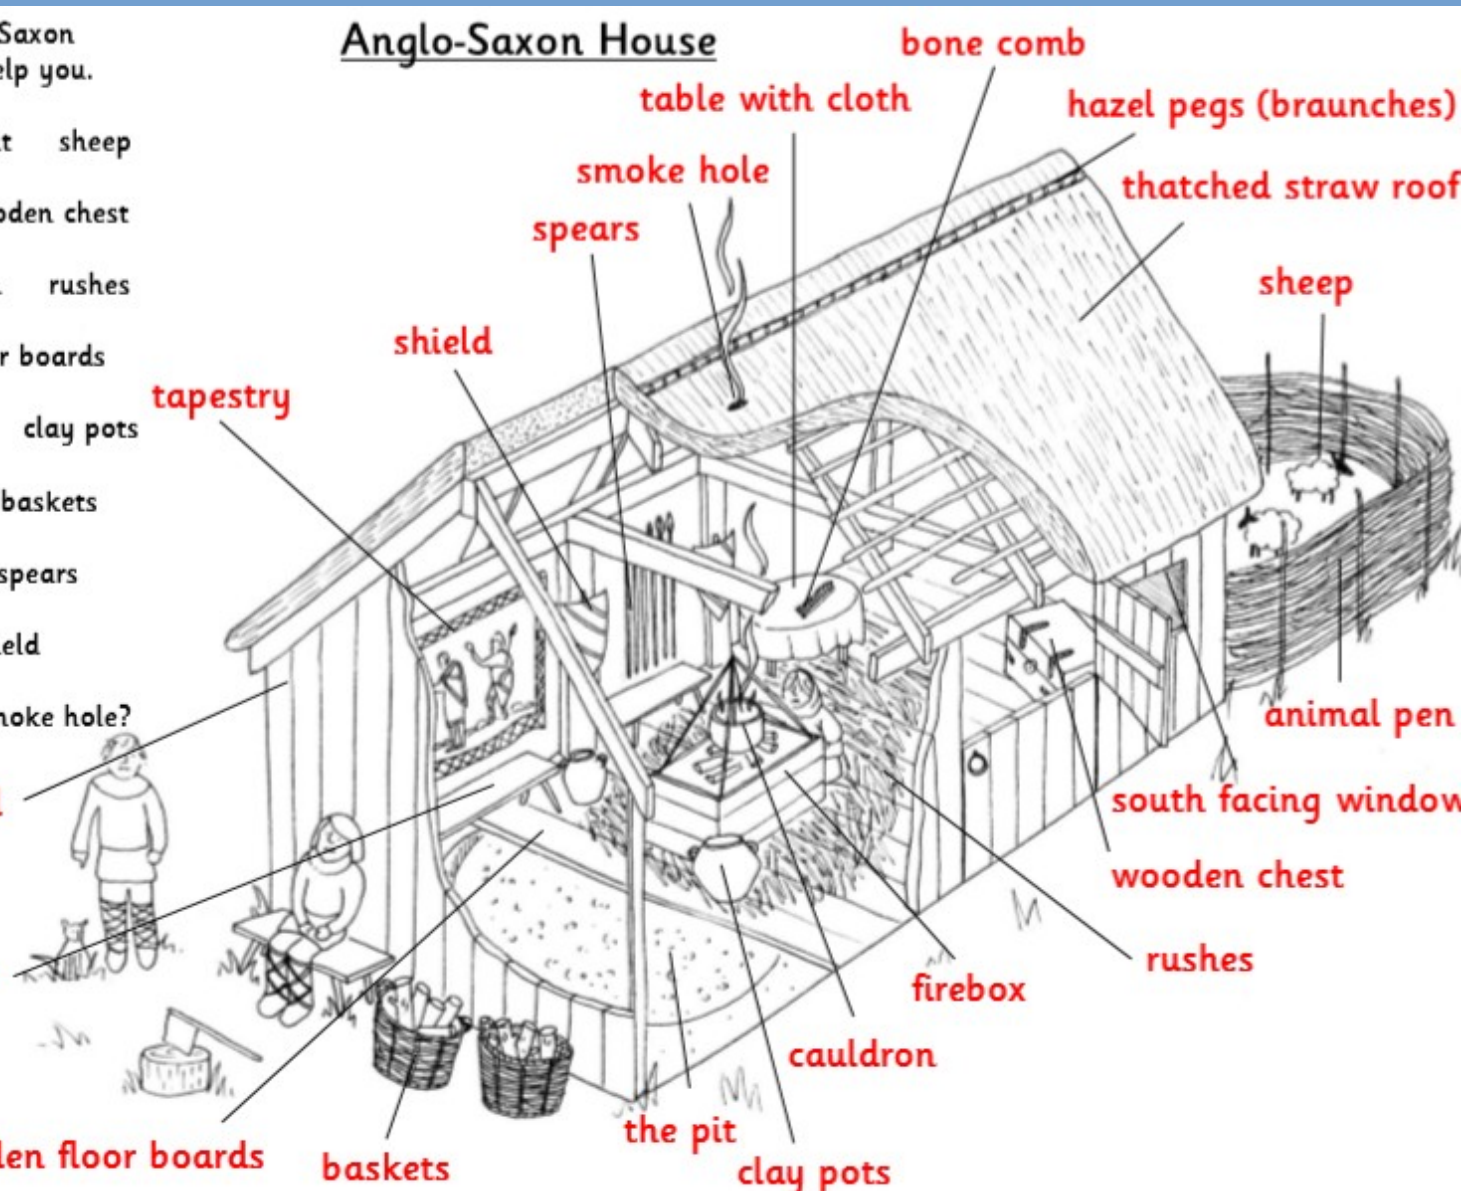 Saxon
elp you.
t sheep
oden chest
rushes
r boards
clay pots
baskets
spears
eld
noke hole?
Anglo-Saxon House
bone comb
table with cloth
hazel pegs (braunches)
smoke hole
thatched straw roof
spears
sheep
shield
tapestry
animal pen
south facing window
wooden chest
rushes
firebox
cauldron
the pit
len floor boards
baskets
clay pots